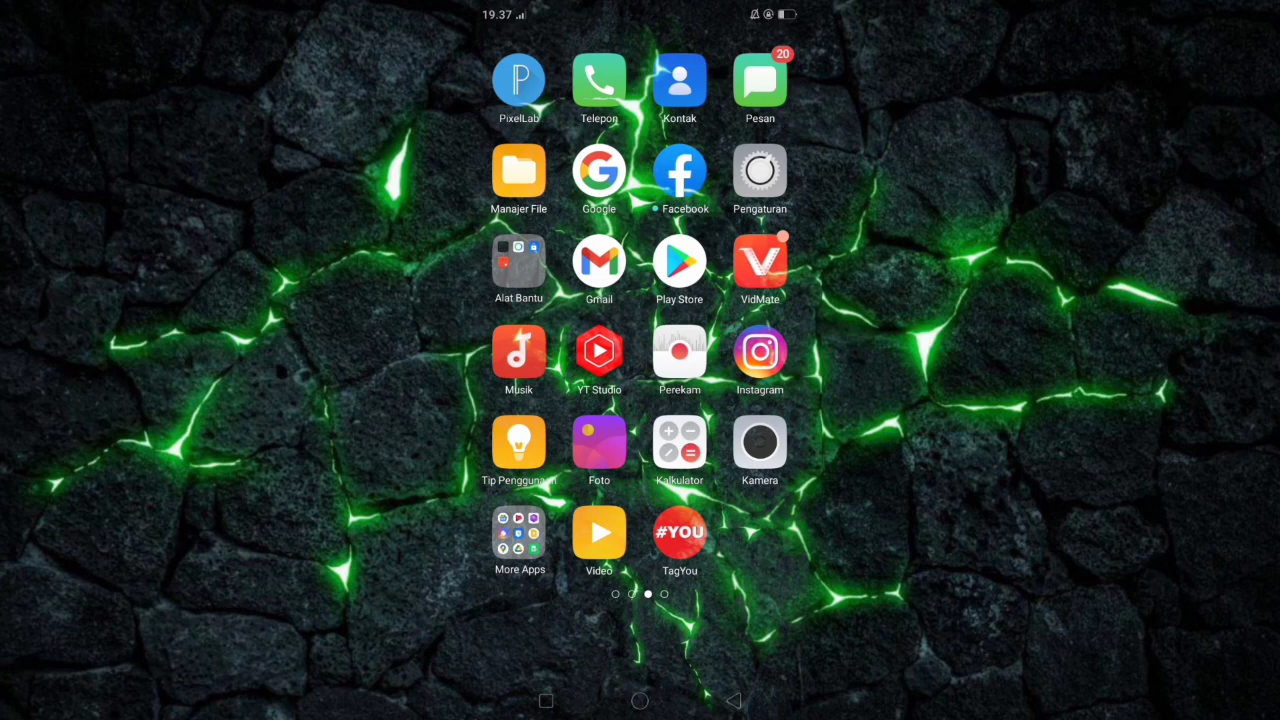 19.37
20
PixelLab
Telepon
Kontak
Pesan
Manajer File
Google
Facebook
Pengaturan
Alat Bantu
Gmail
Play Store
VidMate
Musik
YT Studio
Perekam
Instagram
Tip Penggunaan
Foto
Kalkulator
Kamera
#YOU
More Apps
Video
TagYou